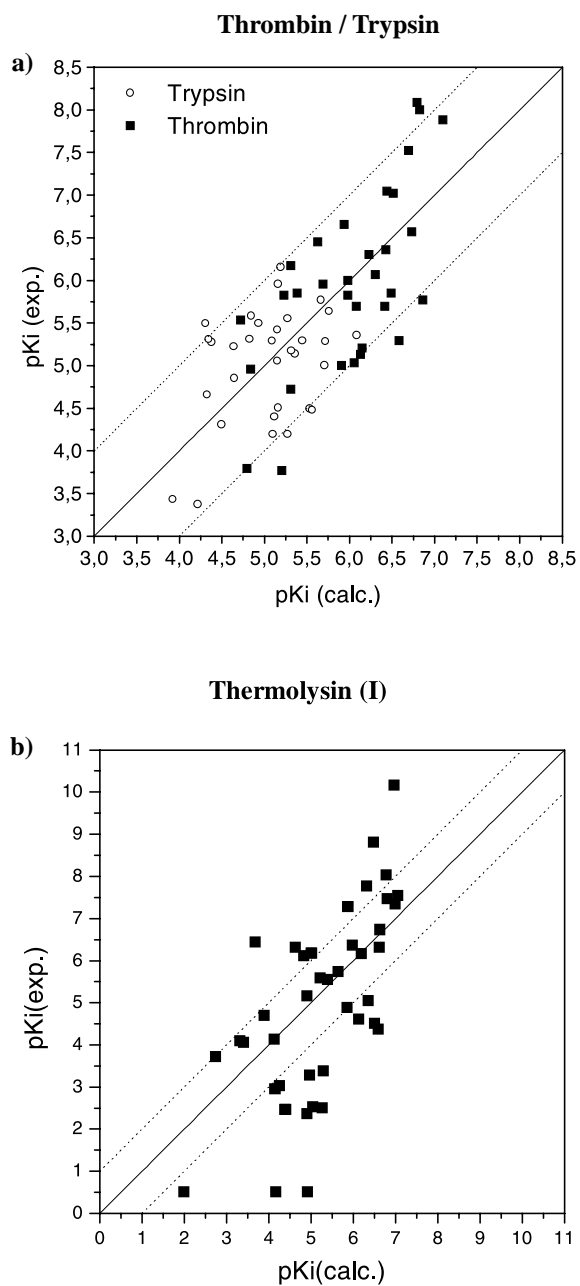 Thrombin / Trypsin
a)
8,5
8,0
7,5
7,0
6,5
6,0
5,5
5,0
4,5
4,0
3,5
3,0
pKi (exp.)
Trypsin
Thrombin
3,0 3,5 4,0 4,5 5,0 5,5 6,0 6,5 7,0 7,5 8,0 8,5
pKi (calc.)
Thermolysin (I)
b)
11
10
9
8
7
6
5
4
3
2
1
0
pKi(exp.)
0 1 2 3 4 5 6 7 8 9 10 11
pKi(calc.)